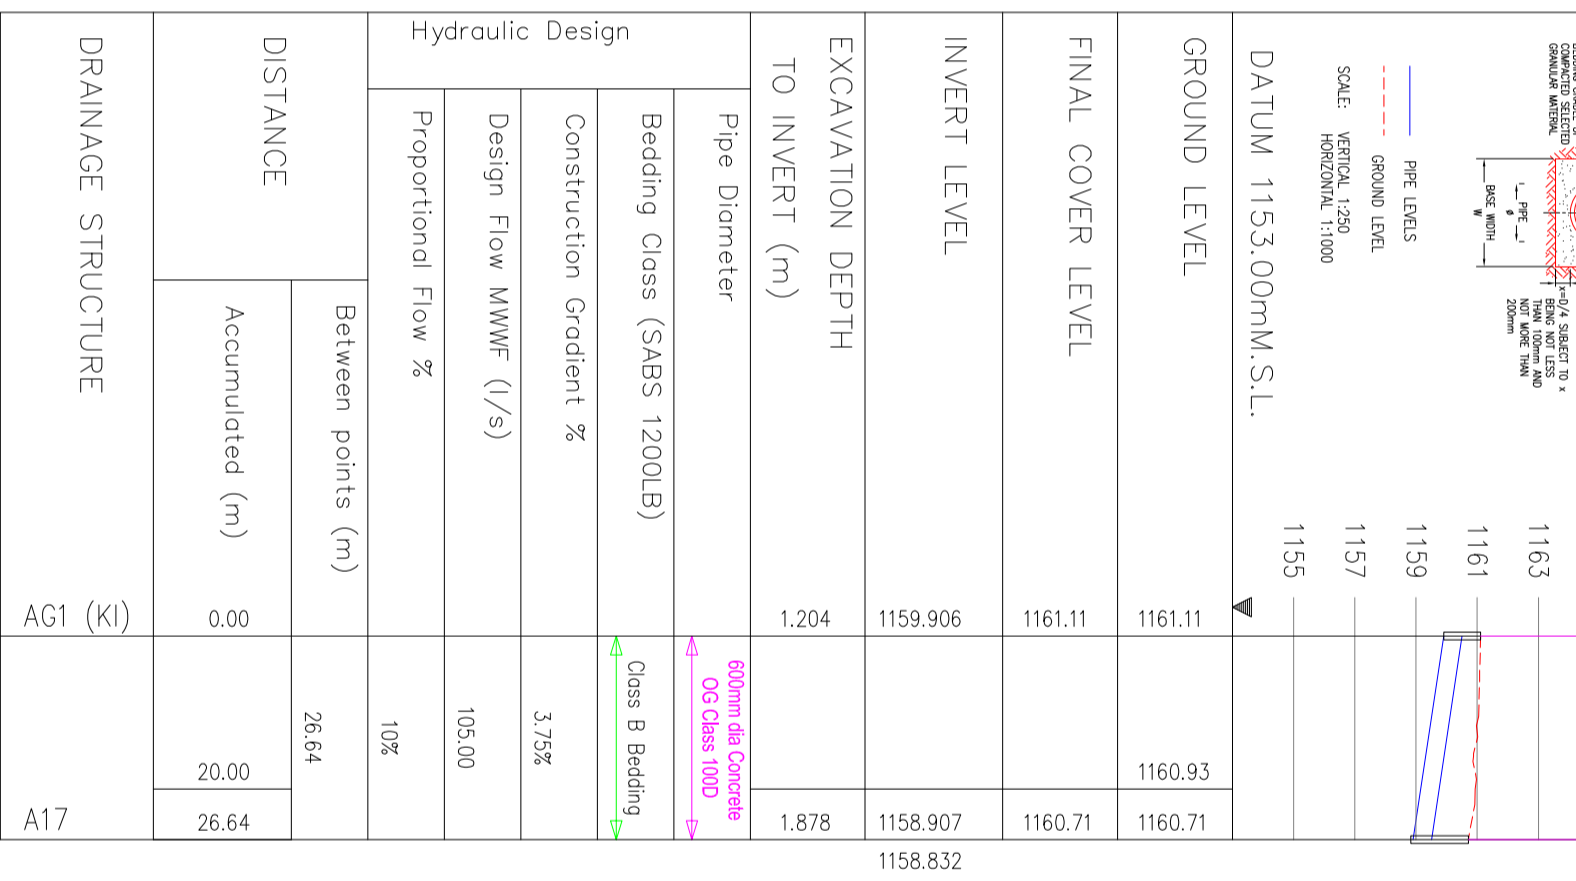 COMPACTED SELECTED
GRANULAR MATERIAL
PIPE
ø
BASE WIDTH
W
x=D/4 SUBJECT TO x
BEING NOT LESS
THAN 100mm AND
NOT MORE THAN
200mm
PIPE LEVELS
GROUND LEVEL
SCALE: VERTICAL 1:250
HORIZONTAL 1:1000
1163
1161
1159
1157
1155
DATUM 1153.00mM.S.L.
GROUND LEVEL
1161.11
1160.93
1160.71
FINAL COVER LEVEL
1161.11
1160.71
INVERT LEVEL
1159.906
1158.907
1158.832
EXCAVATION DEPTH
TO INVERT (m)
1.204
1.878
Hydraulic Design
Pipe Diameter
600mm dia Concrete
OG Class 100D
Bedding Class (SABS 1200LB)
Class B Bedding
Construction Gradient %
3.75%
Design Flow MWWF (l/s)
105.00
Proportional Flow %
10%
DISTANCE
Between points (m)
26.64
Accumulated (m)
0.00
20.00
26.64
DRAINAGE STRUCTURE
AG1 (KI)
A17